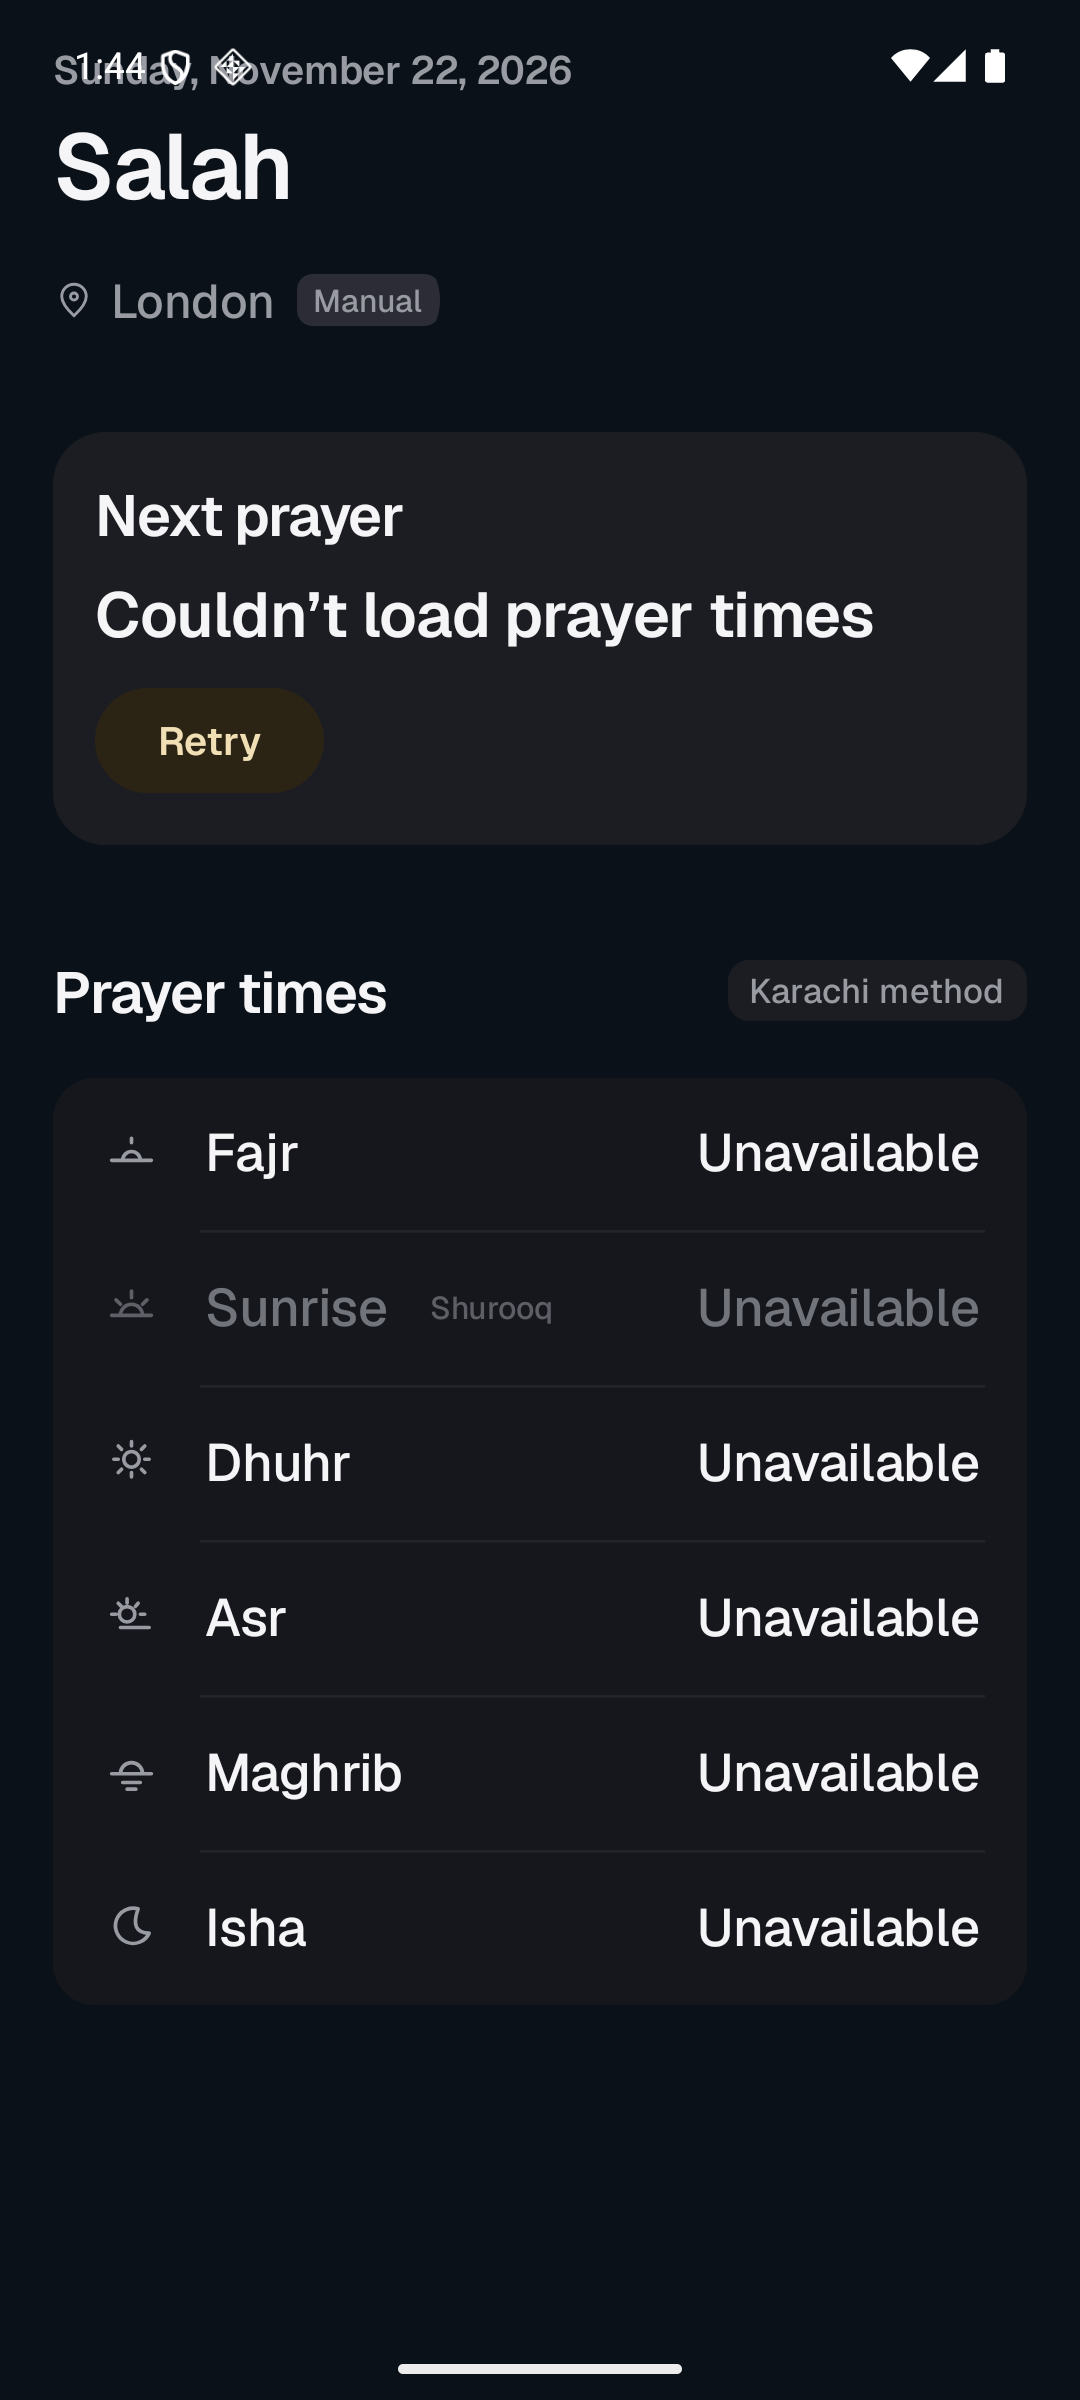 1:44
Sunday, November 22, 2026
Salah
London Manual
Next prayer
Couldn’t load prayer times
Retry
Prayer times Karachi method
Fajr Unavailable
Sunrise Shurooq Unavailable
Dhuhr Unavailable
Asr Unavailable
Maghrib Unavailable
Isha Unavailable